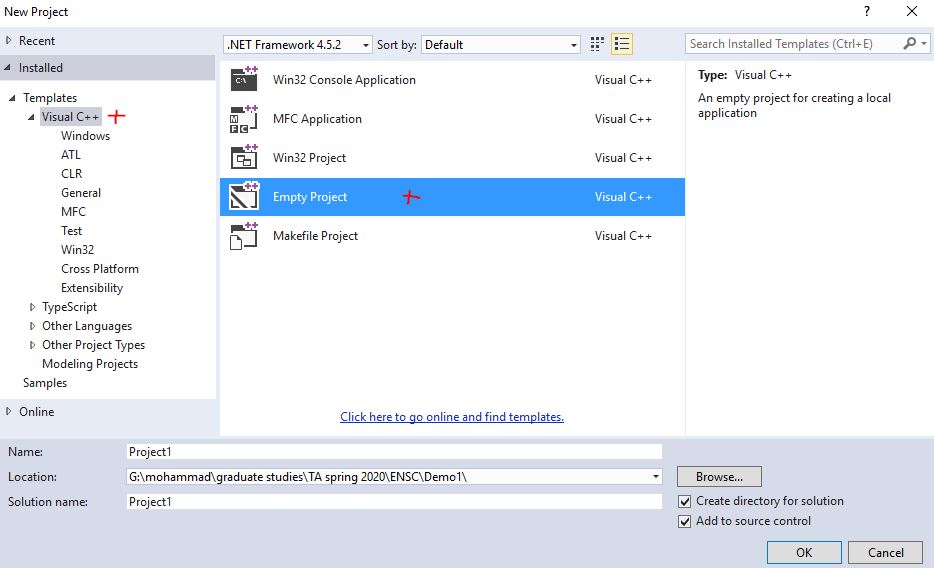 New Project
?
Recent
.NET Framework 4.5.2 Sort by: Default
Search Installed Templates (Ctrl+E)
Installed
Templates
Visual C++
Windows
ATL
CLR
General
MFC
Test
Win32
Cross Platform
Extensibility
TypeScript
Other Languages
Other Project Types
Modeling Projects
Samples
Online
Win32 Console Application Visual C++
MFC Application Visual C++
Win32 Project Visual C++
Empty Project Visual C++
Makefile Project Visual C++
Click here to go online and find templates.
Type: Visual C++
An empty project for creating a local
application
Name: Project1
Location: G:\mohammad\graduate studies\TA spring 2020\ENSC\Demo1\ Browse...
Solution name: Project1
Create directory for solution
Add to source control
OK Cancel